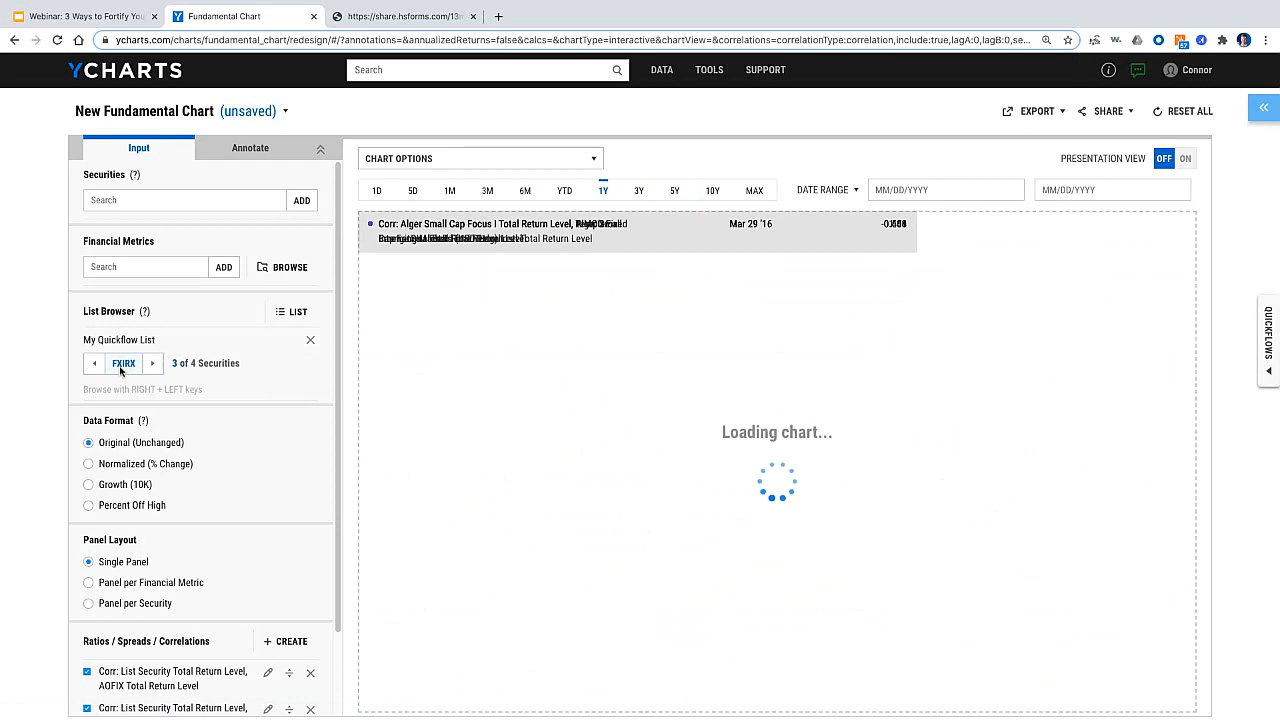 Webinar: 3 Ways to Fortify You
Fundamental Chart
https://share.hsforms.com/13m
ycharts.com/charts/fundamental_chart/redesign/#/?annotations=&annualizedReturns=false&calcs=&chartType=interactive&chartView=&correlations=correlationType:correlation,include:true,lagA:0,lagB:0,se...
YCHARTS
Search
DATA TOOLS SUPPORT
Connor
New Fundamental Chart (unsaved)
EXPORT SHARE RESET ALL
Input Annotate
Securities (?)
Search ADD
Financial Metrics
Search ADD BROWSE
List Browser (?) LIST
My Quickflow List
FXIRX 3 of 4 Securities
Browse with RIGHT + LEFT keys
Data Format (?)
Original (Unchanged)
Normalized (% Change)
Growth (10K)
Percent Off High
Panel Layout
Single Panel
Panel per Financial Metric
Panel per Security
Ratios / Spreads / Correlations + CREATE
Corr: List Security Total Return Level,
AOFIX Total Return Level
Corr: List Security Total Return Level,
CHART OPTIONS
PRESENTATION VIEW OFF ON
1D 5D 1M 3M 6M YTD 1Y 3Y 5Y 10Y MAX
DATE RANGE MM/DD/YYYY MM/DD/YYYY
Corr: Alger Small Cap Focus I Total Return Level, Mar 29 '16
Total Return Level
Loading chart...
QUICKFLOWS